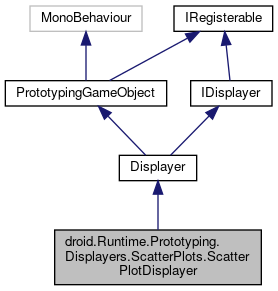 MonoBehaviour
IRegisterable
PrototypingGameObject
IDisplayer
Displayer
droid.Runtime.Prototyping.
Displayers.ScatterPlots.Scatter
PlotDisplayer